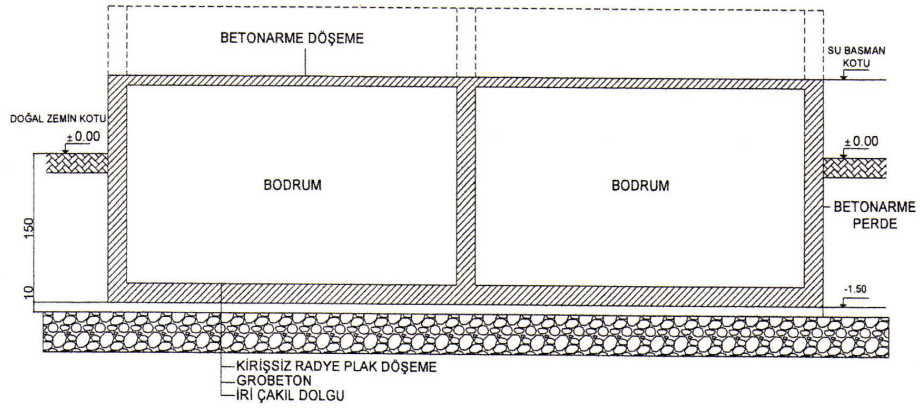 BETONARME DÖŞEME
SU BASMAN
KOTU
DOĞAL ZEMİN KOTU
±0.00
±0.00
BODRUM
BODRUM
BETONARME
PERDE
150
10
-1.50
KİRİŞSİZ RADYE PLAK DÖŞEME
GROBETON
İRİ ÇAKIL DOLGU